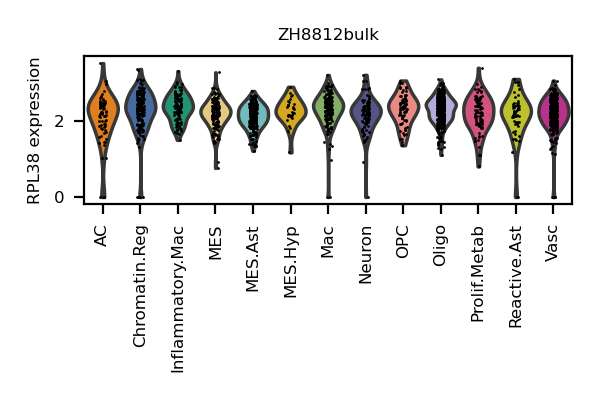 ZH8812bulk
RPL38 expression
2
0
AC
Chromatin.Reg
Inflammatory.Mac
MES
MES.Ast
MES.Hyp
Mac
Neuron
OPC
Oligo
Prolif.Metab
Reactive.Ast
Vasc